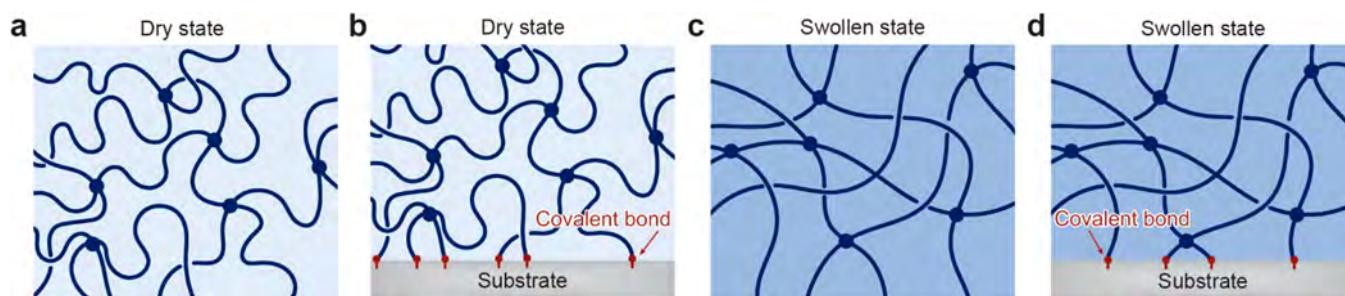 a
Dry state
b
Dry state
Covalent bond
Substrate
c
Swollen state
d
Swollen state
Covalent bond
Substrate